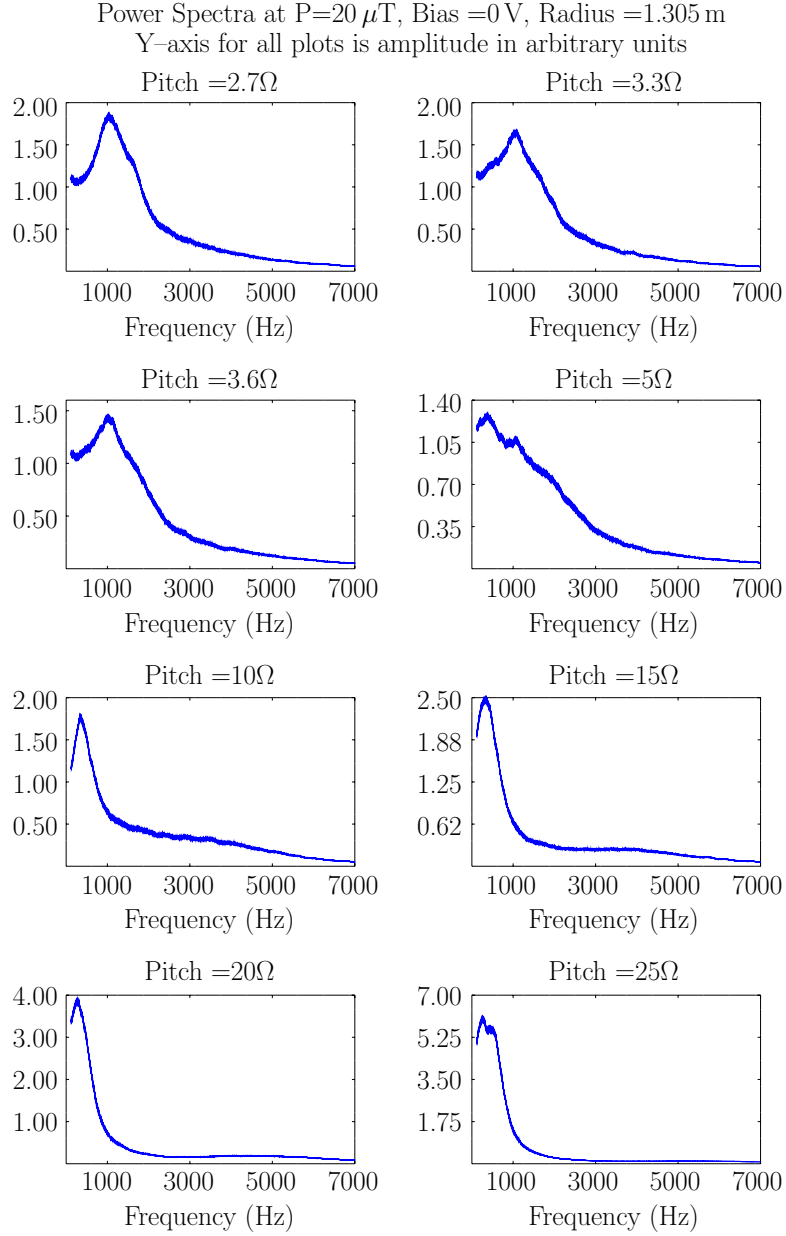 Power Spectra at P=20 μT, Bias =0 V, Radius =1.305 m
Y–axis for all plots is amplitude in arbitrary units
Pitch =2.7Ω
2.00
1.50
1.00
0.50
1000 3000 5000 7000
Frequency (Hz)
Pitch =3.3Ω
2.00
1.50
1.00
0.50
1000 3000 5000 7000
Frequency (Hz)
Pitch =3.6Ω
1.50
1.00
0.50
1000 3000 5000 7000
Frequency (Hz)
Pitch =5Ω
1.40
1.05
0.70
0.35
1000 3000 5000 7000
Frequency (Hz)
Pitch =10Ω
2.00
1.50
1.00
0.50
1000 3000 5000 7000
Frequency (Hz)
Pitch =15Ω
2.50
1.88
1.25
0.62
1000 3000 5000 7000
Frequency (Hz)
Pitch =20Ω
4.00
3.00
2.00
1.00
1000 3000 5000 7000
Frequency (Hz)
Pitch =25Ω
7.00
5.25
3.50
1.75
1000 3000 5000 7000
Frequency (Hz)